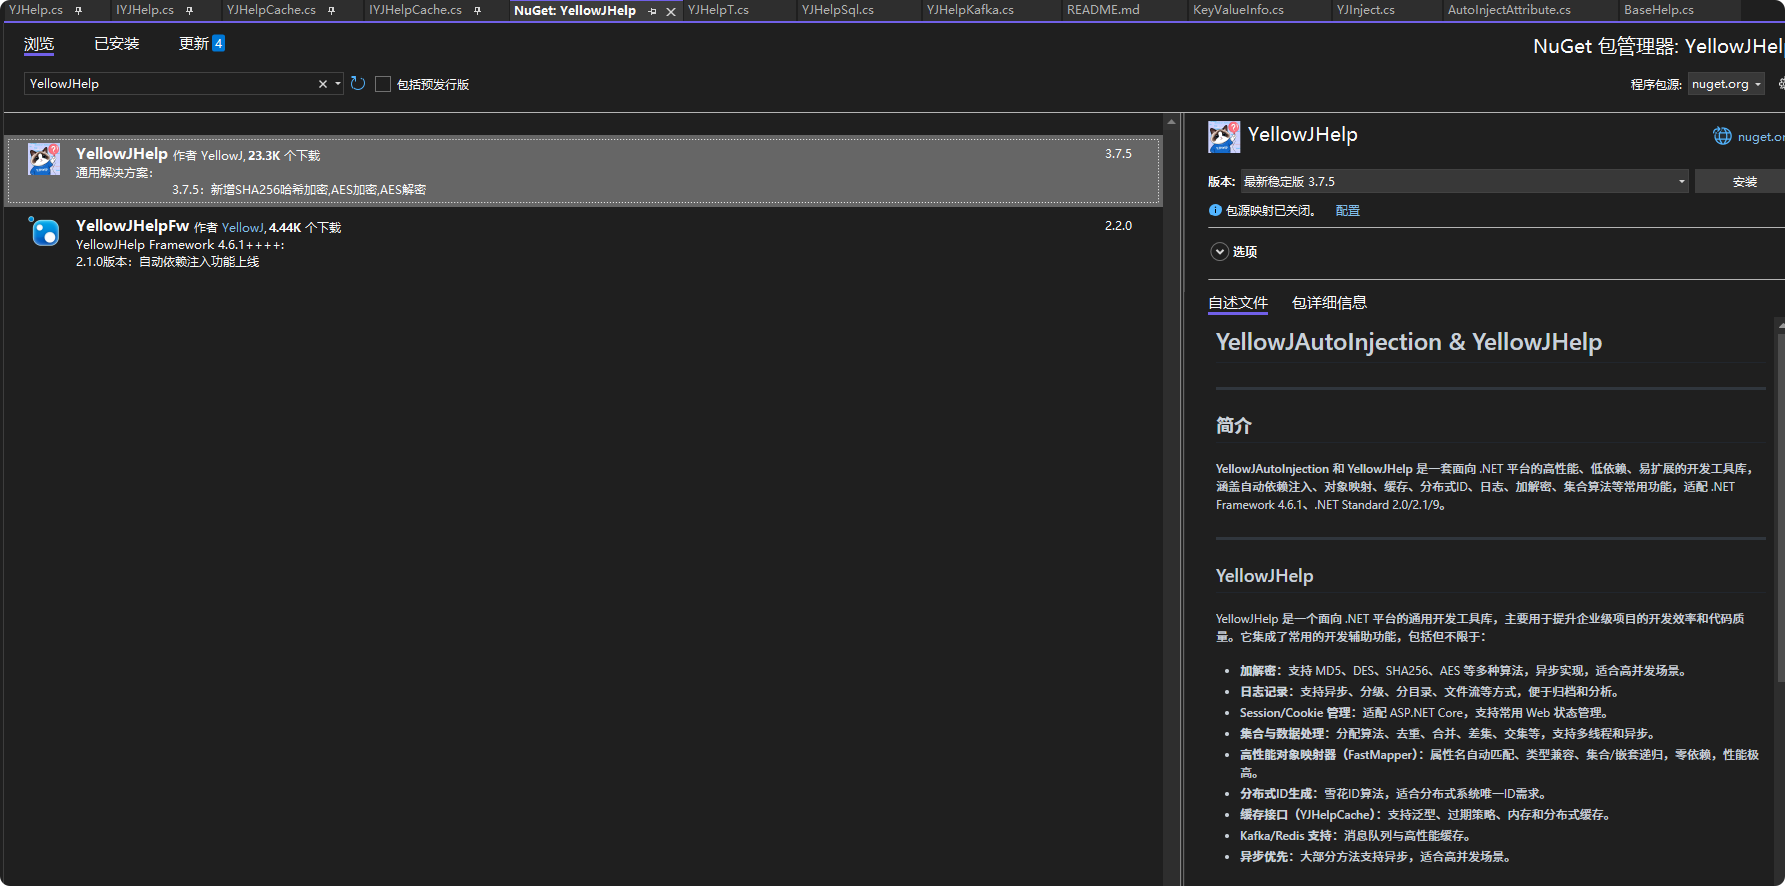 YJHelp.cs
IYJHelp.cs
YJHelpCache.cs
IYJHelpCache.cs
NuGet: YellowJHelp
YJHelpT.cs
YJHelpSql.cs
YJHelpKafka.cs
README.md
KeyValueInfo.cs
YJInject.cs
AutoInjectAttribute.cs
BaseHelp.cs
浏览
已安装
更新 4
NuGet 包管理器: YellowJHel
YellowJHelp
包括预发行版
程序包源: nuget.org
YellowJHelp 作者 YellowJ, 23.3K 个下载
3.7.5
通用解决方案：
3.7.5：新增SHA256哈希加密,AES加密,AES解密
YellowJHelpFw 作者 YellowJ, 4.44K 个下载
2.2.0
YellowJHelp Framework 4.6.1++++:
2.1.0版本：自动依赖注入功能上线
YellowJHelp
nuget.or
版本: 最新稳定版 3.7.5
安装
包源映射已关闭。 配置
选项
自述文件
包详细信息
YellowJAutoInjection & YellowJHelp
简介
YellowJAutoInjection 和 YellowJHelp 是一套面向 .NET 平台的高性能、低依赖、易扩展的开发工具库，
涵盖自动依赖注入、对象映射、缓存、分布式ID、日志、加解密、集合算法等常用功能，适配 .NET
Framework 4.6.1、.NET Standard 2.0/2.1/9。
YellowJHelp
YellowJHelp 是一个面向 .NET 平台的通用开发工具库，主要用于提升企业级项目的开发效率和代码质
量。它集成了常用的开发辅助功能，包括但不限于：
• 加解密：支持 MD5、DES、SHA256、AES 等多种算法，异步实现，适合高并发场景。
• 日志记录：支持异步、分级、分目录、文件流等方式，便于归档和分析。
• Session/Cookie 管理：适配 ASP.NET Core，支持常用 Web 状态管理。
• 集合与数据处理：分配算法、去重、合并、差集、交集等，支持多线程和异步。
• 高性能对象映射器（FastMapper）：属性名自动匹配、类型兼容、集合/嵌套递归，零依赖，性能极
高。
• 分布式ID生成：雪花ID算法，适合分布式系统唯一ID需求。
• 缓存接口（YJHelpCache）：支持泛型、过期策略、内存和分布式缓存。
• Kafka/Redis 支持：消息队列与高性能缓存。
• 异步优先：大部分方法支持异步，适合高并发场景。